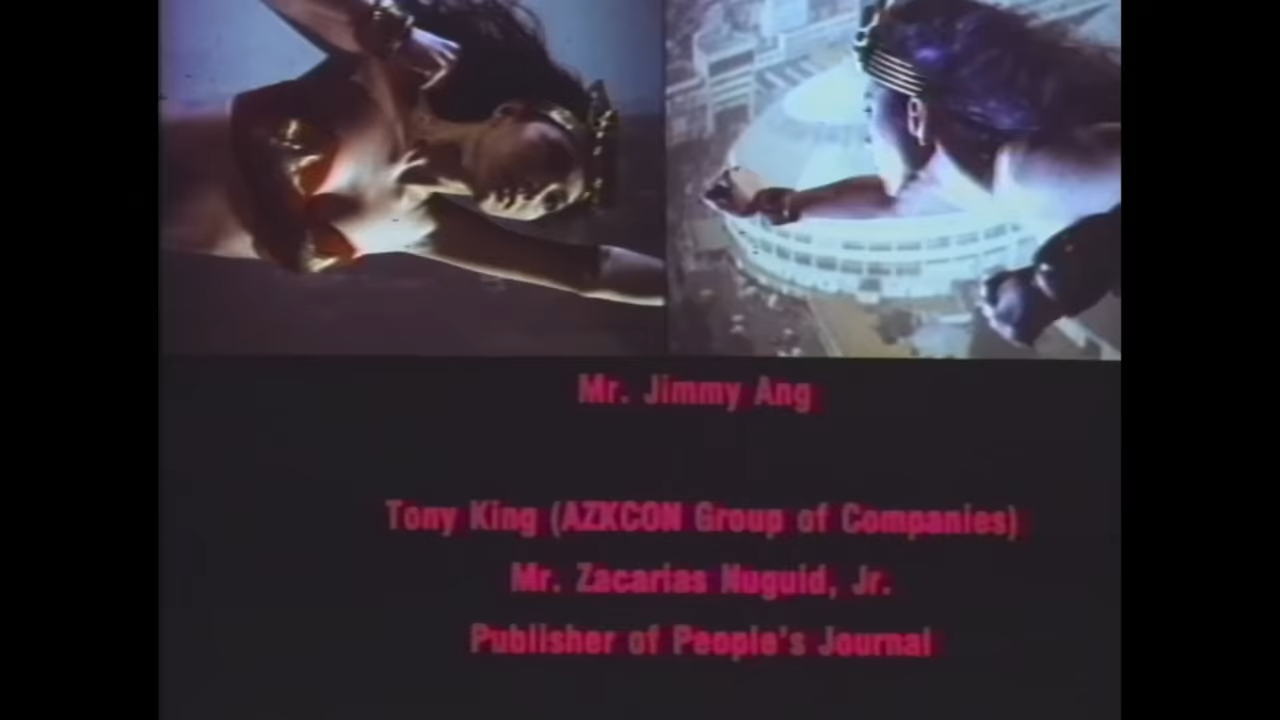 Mr. Jimmy Ang
Tony King (AZKCON Group of Companies)
Mr. Zacarias Nuguid, Jr.
Publisher of People's Journal